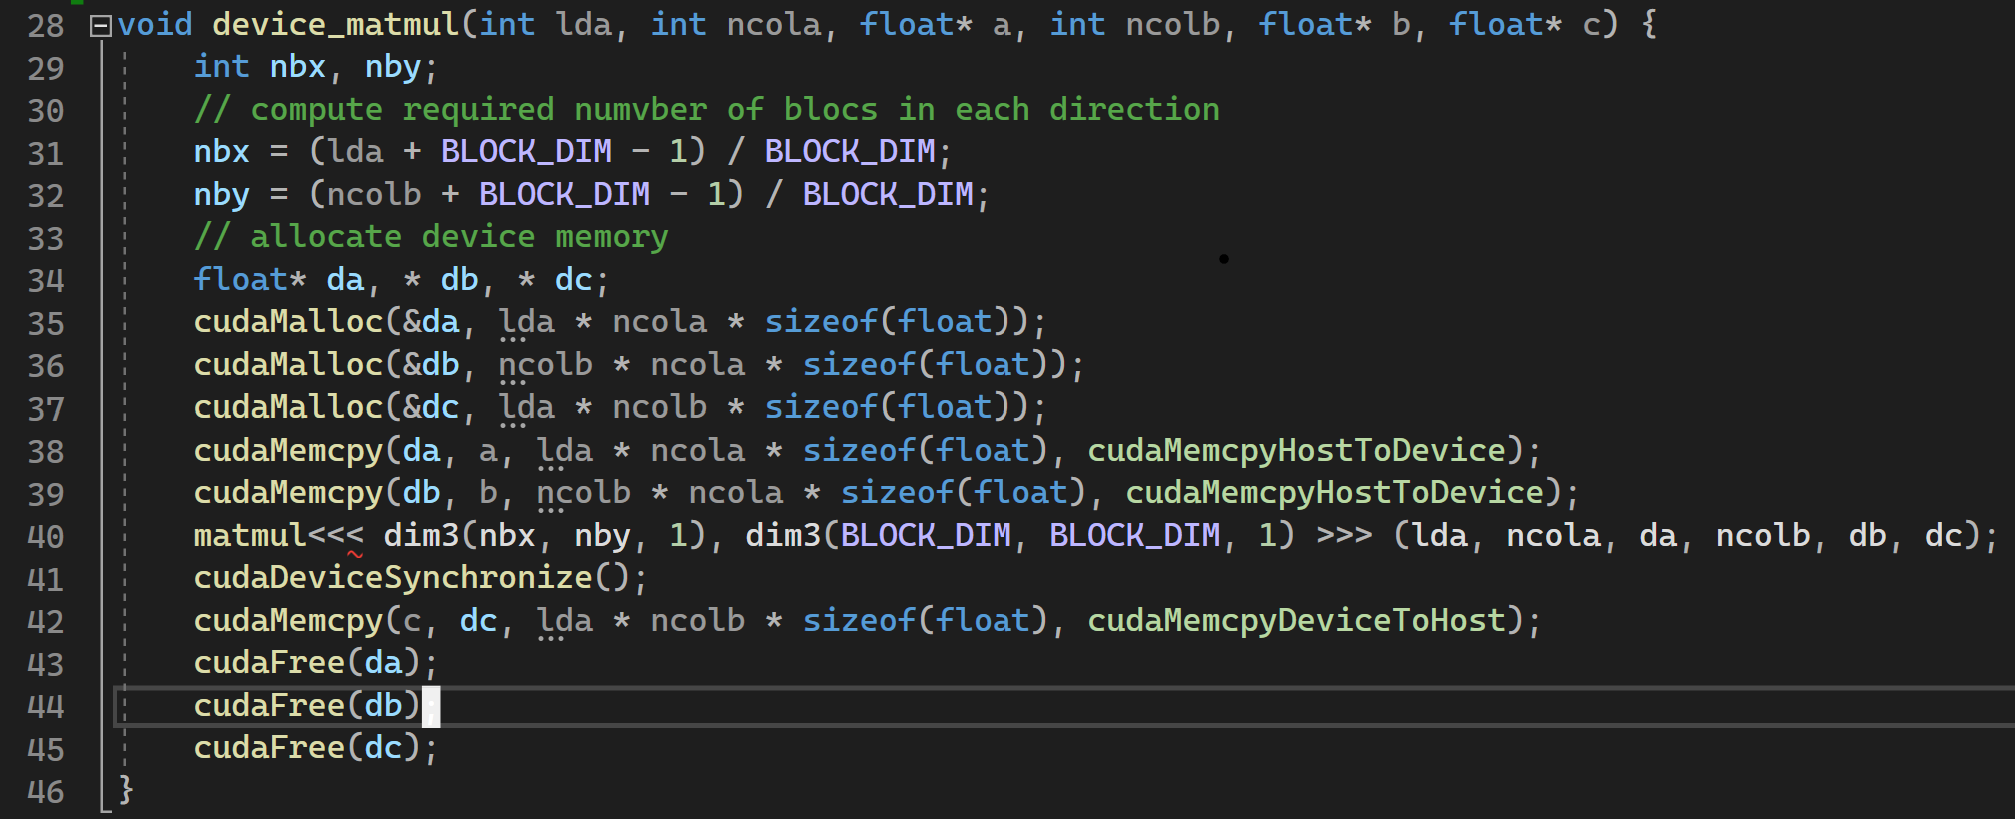 28 void device_matmul(int lda, int ncola, float* a, int ncolb, float* b, float* c) {
29     int nbx, nby;
30     // compute required numvber of blocs in each direction
31     nbx = (lda + BLOCK_DIM - 1) / BLOCK_DIM;
32     nby = (ncolb + BLOCK_DIM - 1) / BLOCK_DIM;
33     // allocate device memory
34     float* da, * db, * dc;
35     cudaMalloc(&da, lda * ncola * sizeof(float));
36     cudaMalloc(&db, ncolb * ncola * sizeof(float));
37     cudaMalloc(&dc, lda * ncolb * sizeof(float));
38     cudaMemcpy(da, a, lda * ncola * sizeof(float), cudaMemcpyHostToDevice);
39     cudaMemcpy(db, b, ncolb * ncola * sizeof(float), cudaMemcpyHostToDevice);
40     matmul<<< dim3(nbx, nby, 1), dim3(BLOCK_DIM, BLOCK_DIM, 1) >>> (lda, ncola, da, ncolb, db, dc);
41     cudaDeviceSynchronize();
42     cudaMemcpy(c, dc, lda * ncolb * sizeof(float), cudaMemcpyDeviceToHost);
43     cudaFree(da);
44     cudaFree(db);
45     cudaFree(dc);
46 }